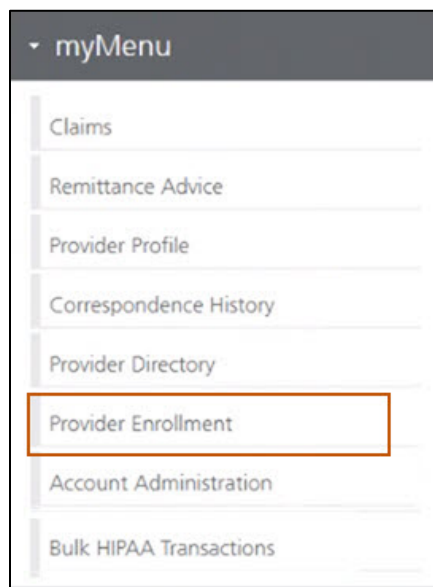 myMenu
Claims
Remittance Advice
Provider Profile
Correspondence History
Provider Directory
Provider Enrollment
Account Administration
Bulk HIPAA Transactions